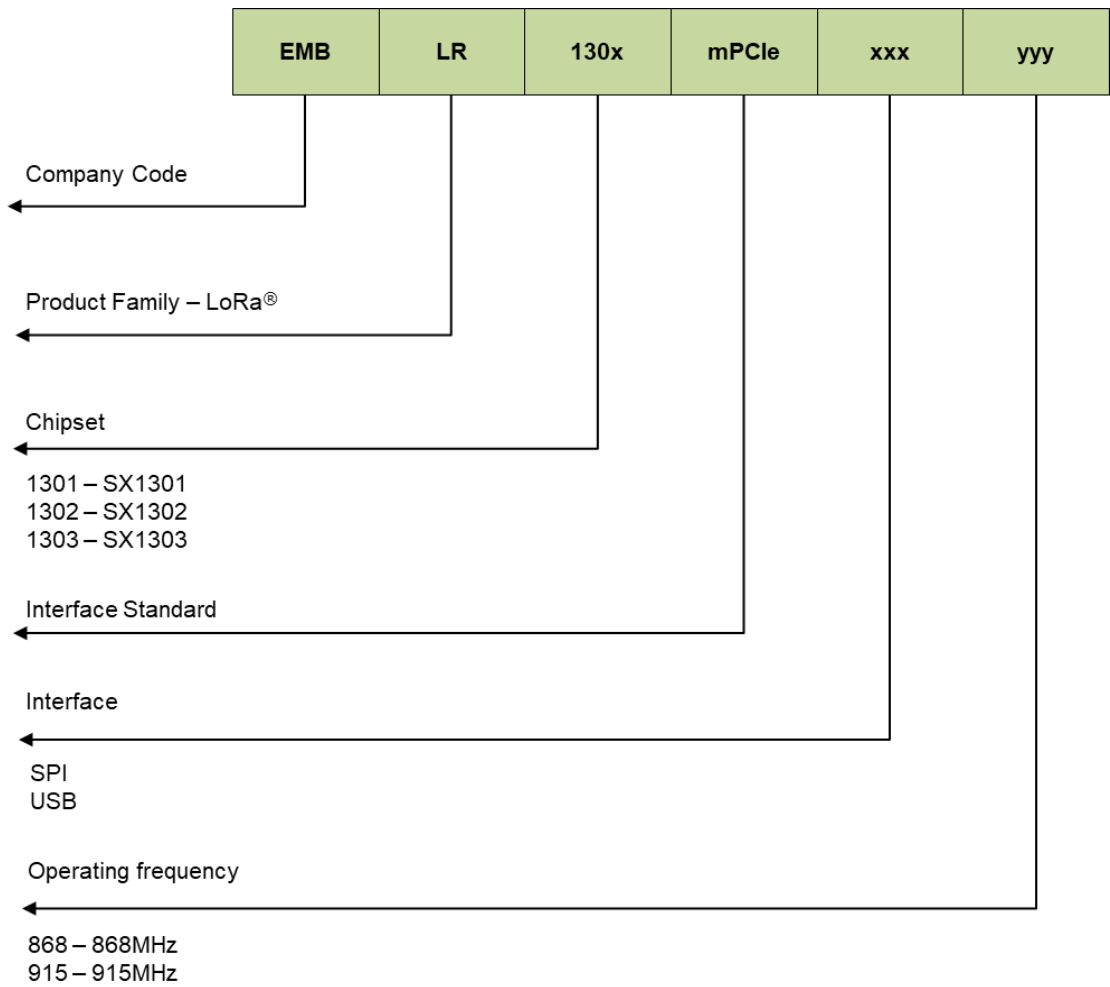 EMB LR 130x mPCIe xxx yyy
Company Code
Product Family – LoRa®
Chipset
1301 – SX1301
1302 – SX1302
1303 – SX1303
Interface Standard
Interface
SPI
USB
Operating frequency
868 – 868MHz
915 – 915MHz